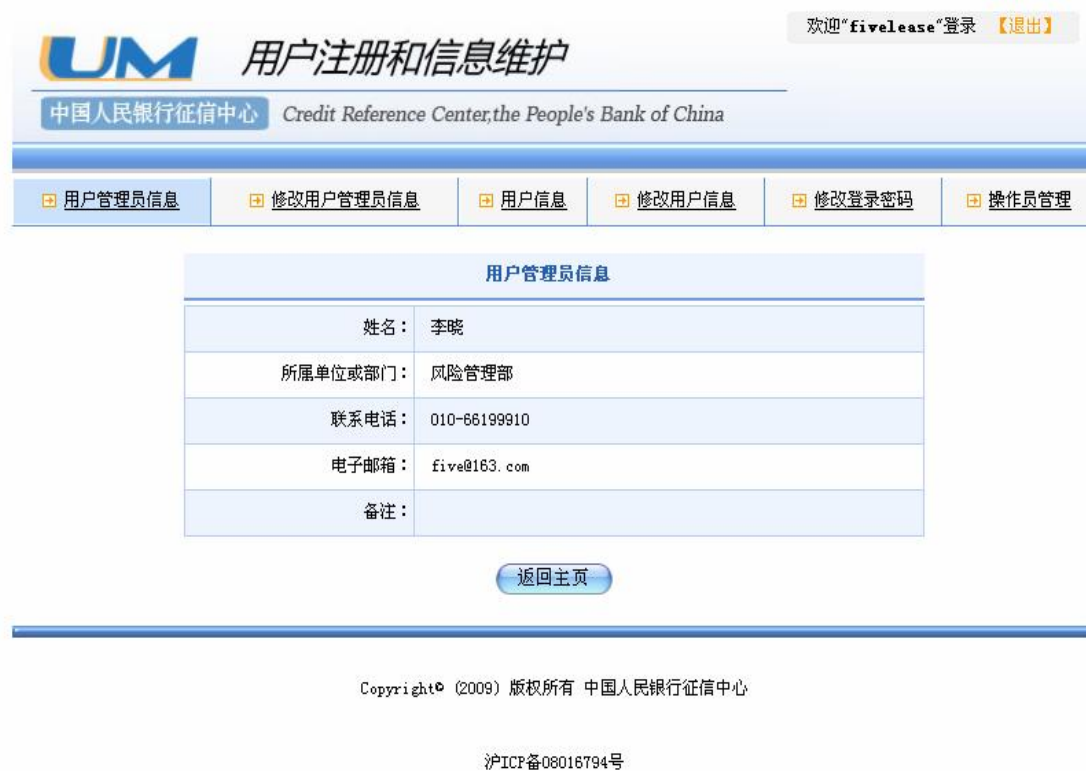 欢迎“fivelease”登录 【退出】
UM 用户注册和信息维护
中国人民银行征信中心 Credit Reference Center,the People's Bank of China
用户管理员信息 修改用户管理员信息 用户信息 修改用户信息 修改登录密码 操作员管理
用户管理员信息
姓名： 李晓
所属单位或部门： 风险管理部
联系电话： 010-66199910
电子邮箱： five@163.com
备注：
返回主页
Copyright© (2009) 版权所有 中国人民银行征信中心
沪ICP备08016794号